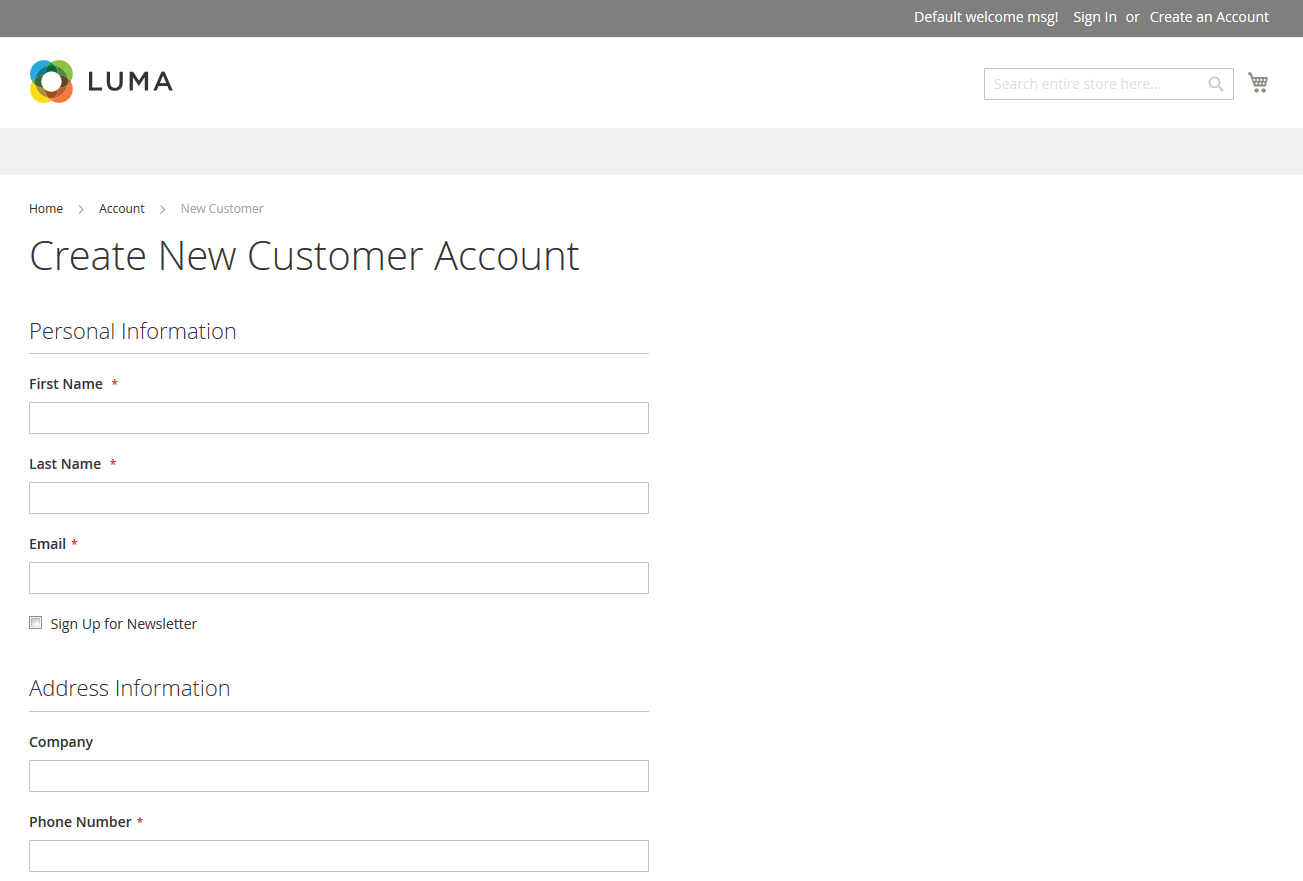 Default welcome msg! Sign In or Create an Account
LUMA
Search entire store here...
Home > Account > New Customer
Create New Customer Account
Personal Information
First Name *
Last Name *
Email *
Sign Up for Newsletter
Address Information
Company
Phone Number *